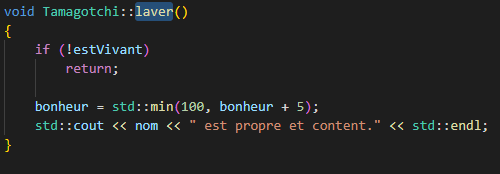 void Tamagotchi::laver()
{
    if (!estVivant)
        return;

    bonheur = std::min(100, bonheur + 5);
    std::cout << nom << " est propre et content." << std::endl;
}